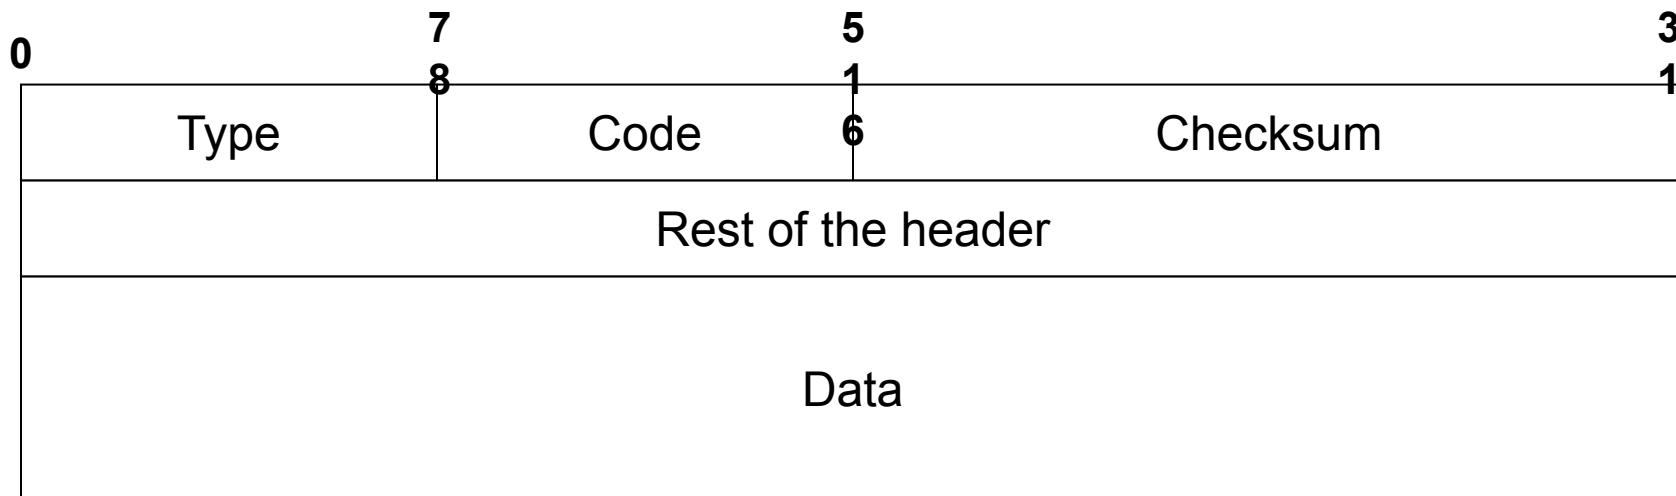 0
7
8
5
1
6
3
1
Type
Code
Checksum
Rest of the header
Data